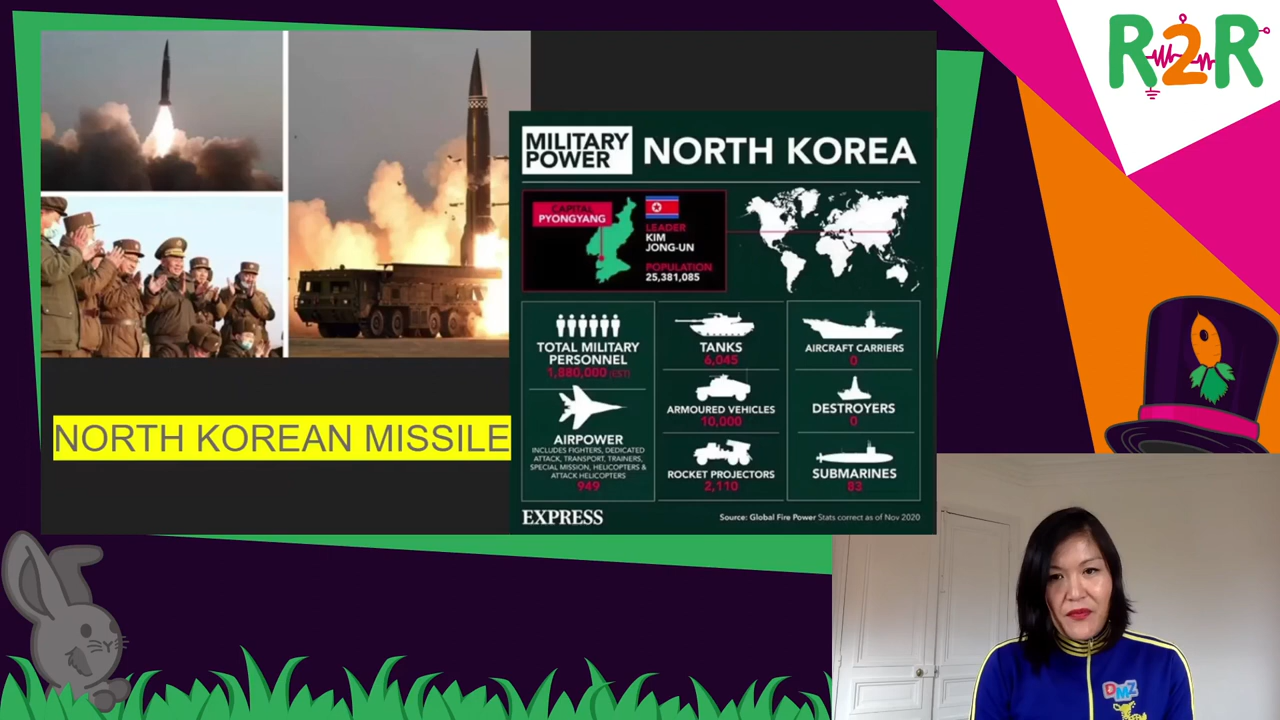 R2R
MILITARY
POWER
NORTH KOREA
CAPITAL
PYONGYANG
LEADER
KIM
JONG-UN
POPULATION
25,381,085
TOTAL MILITARY
PERSONNEL
1,880,000 (EST)
TANKS
6,045
AIRCRAFT CARRIERS
0
ARMOURED VEHICLES
10,000
DESTROYERS
0
AIRPOWER
INCLUDES FIGHTERS, DEDICATED
ATTACK, TRANSPORT, TRAINERS,
SPECIAL MISSION, HELICOPTERS &
ATTACK HELICOPTERS
949
ROCKET PROJECTORS
2,110
SUBMARINES
83
EXPRESS
Source: Global Fire Power Stats correct as of Nov 2020
NORTH KOREAN MISSILE
DMZ